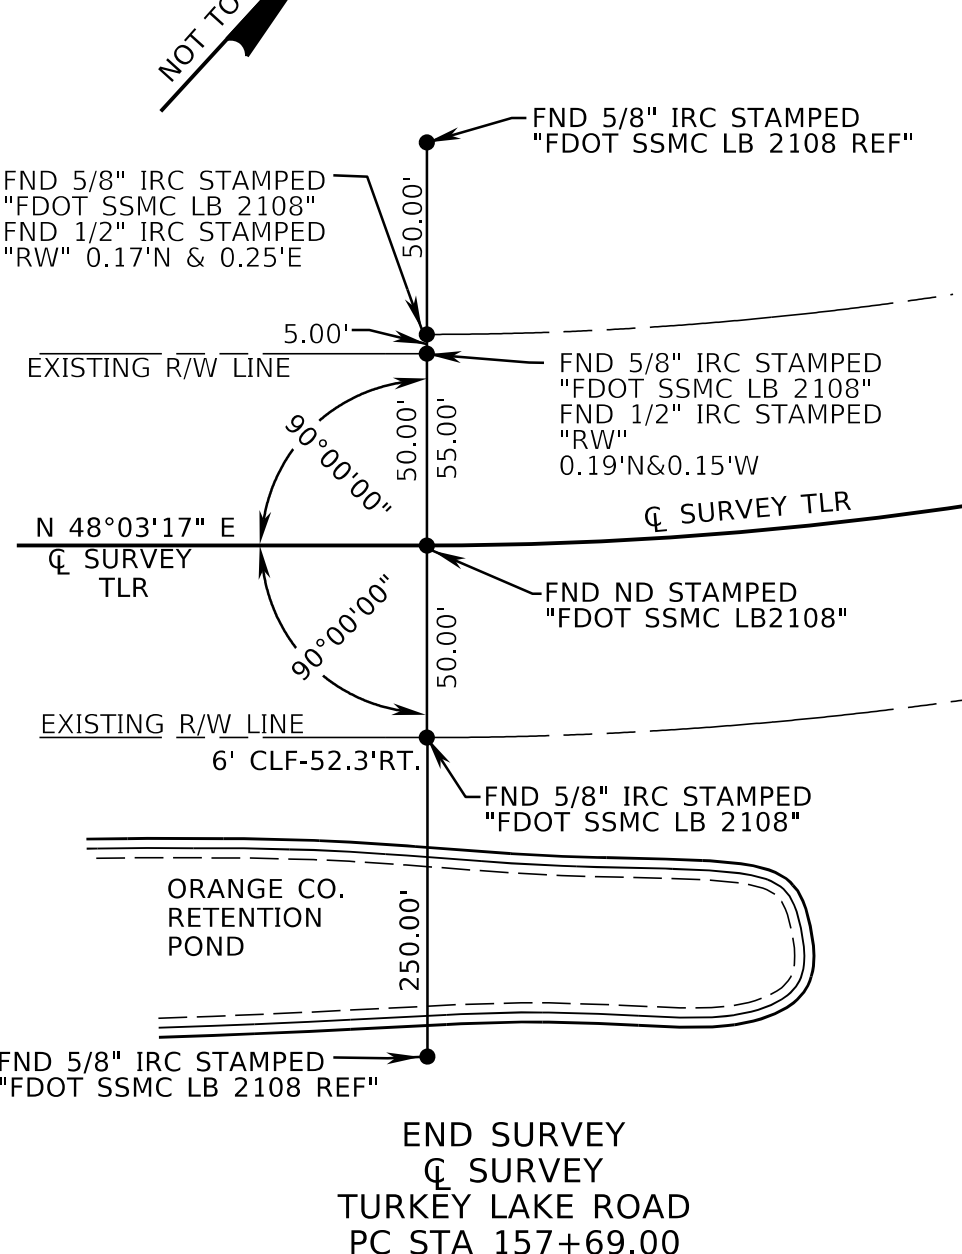 NOT TO
FND 5/8" IRC STAMPED
"FDOT SSMC LB 2108 REF"
FND 5/8" IRC STAMPED
"FDOT SSMC LB 2108"
FND 1/2" IRC STAMPED
"RW" 0.17'N & 0.25'E
50.00'
5.00'
EXISTING R/W LINE
FND 5/8" IRC STAMPED
"FDOT SSMC LB 2108"
FND 1/2" IRC STAMPED
"RW"
0.19'N&0.15'W
90°00'00"
50.00'
55.00'
N 48°03'17" E
℄ SURVEY
TLR
℄ SURVEY TLR
FND ND STAMPED
"FDOT SSMC LB2108"
90°00'00"
50.00'
EXISTING R/W LINE
6' CLF-52.3'RT.
FND 5/8" IRC STAMPED
"FDOT SSMC LB 2108"
ORANGE CO.
RETENTION
POND
250.00'
FND 5/8" IRC STAMPED
"FDOT SSMC LB 2108 REF"
END SURVEY
℄ SURVEY
TURKEY LAKE ROAD
PC STA 157+69.00